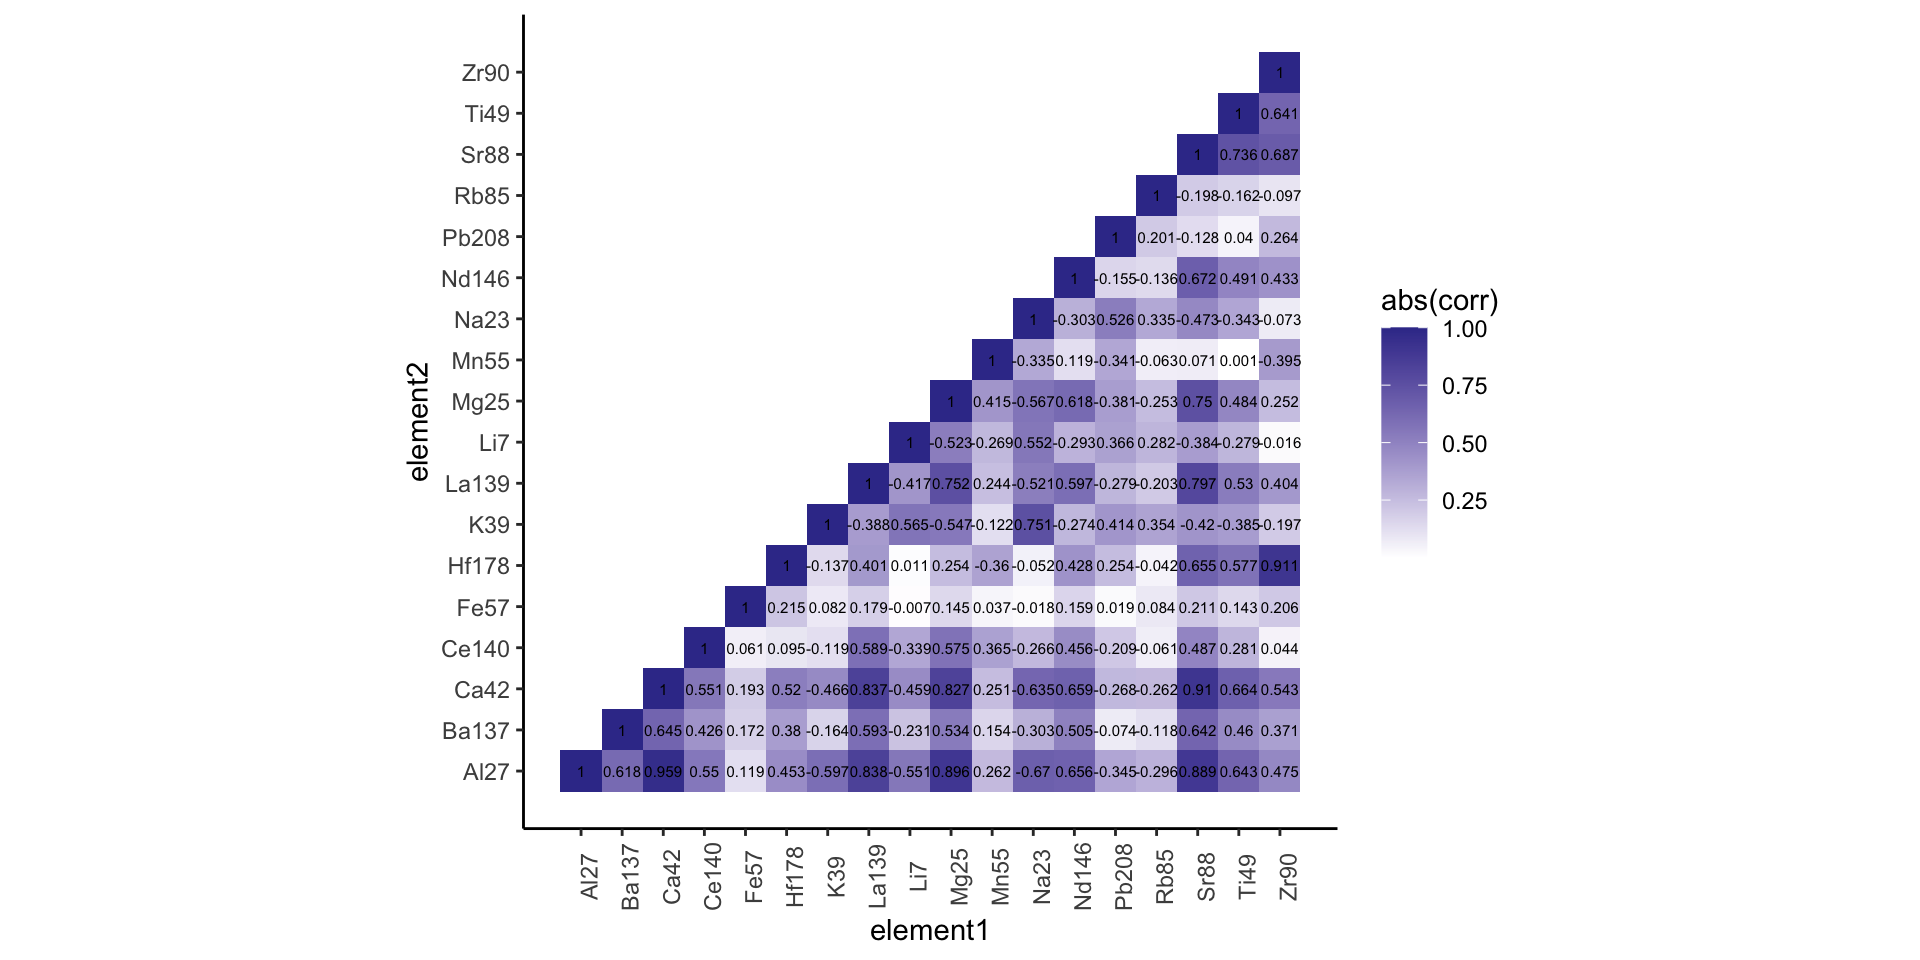 Zr90 1
Ti49 1 0.641
Sr88 1 0.736 0.687
Rb85 1 -0.198 -0.162 -0.097
Pb208 1 0.201 -0.128 0.04 0.264
Nd146 1 -0.155 -0.136 0.672 0.491 0.433
Na23 1 -0.303 0.526 0.335 -0.473 -0.343 -0.073
Mn55 1 -0.335 0.119 -0.341 -0.063 0.071 0.001 -0.395
Mg25 1 0.415 -0.567 0.618 -0.381 -0.253 0.75 0.484 0.252
Li7 1 -0.523 -0.269 0.552 -0.293 0.366 0.282 -0.384 -0.279 -0.016
La139 1 -0.417 0.752 0.244 -0.521 0.597 -0.279 -0.203 0.797 0.53 0.404
K39 1 -0.388 0.565 -0.547 -0.122 0.751 -0.274 0.414 0.354 -0.42 -0.385 -0.197
Hf178 1 -0.137 0.401 0.011 0.254 -0.36 -0.052 0.428 0.254 -0.042 0.655 0.577 0.911
Fe57 1 0.215 0.082 0.179 -0.007 0.145 0.037 -0.018 0.159 0.019 0.084 0.211 0.143 0.206
Ce140 1 0.061 0.095 -0.119 0.589 -0.339 0.575 0.365 -0.266 0.456 -0.209 -0.061 0.487 0.281 0.044
Ca42 1 0.551 0.193 0.52 -0.466 0.837 -0.459 0.827 0.251 -0.635 0.659 -0.268 -0.262 0.91 0.664 0.543
Ba137 1 0.645 0.426 0.172 0.38 -0.164 0.593 -0.231 0.534 0.154 -0.303 0.505 -0.074 -0.118 0.642 0.46 0.371
Al27 1 0.618 0.959 0.55 0.119 0.453 -0.597 0.838 -0.551 0.896 0.262 -0.67 0.656 -0.345 -0.296 0.889 0.643 0.475
element2
Al27 Ba137 Ca42 Ce140 Fe57 Hf178 K39 La139 Li7 Mg25 Mn55 Na23 Nd146 Pb208 Rb85 Sr88 Ti49 Zr90
element1
abs(corr)
1.00
0.75
0.50
0.25